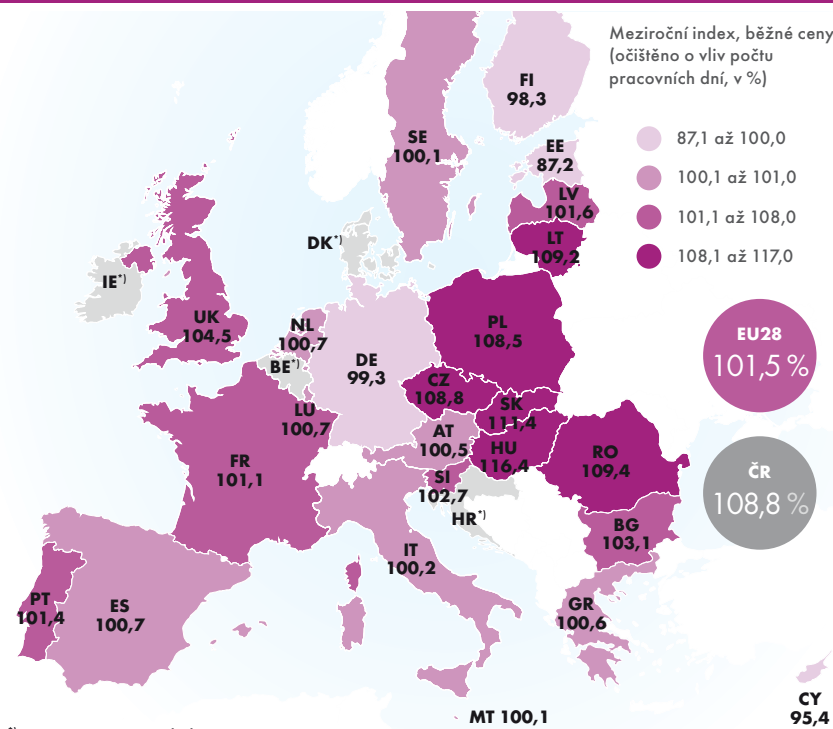 Meziroční index, běžné ceny
(očištěno o vliv počtu
pracovních dní, v %)
87,1 až 100,0
100,1 až 101,0
101,1 až 108,0
108,1 až 117,0
FI
98,3
SE
100,1
EE
87,2
LV
101,6
LT
109,2
DK*)
IE*)
UK
104,5
NL
100,7
BE*)
DE
99,3
PL
108,5
CZ
108,8
SK
111,4
LU
100,7
AT
100,5
HU
116,4
RO
109,4
FR
101,1
SI
102,7
HR*)
BG
103,1
IT
100,2
PT
101,4
ES
100,7
GR
100,6
CY
95,4
MT 100,1
EU28
101,5 %
ČR
108,8 %